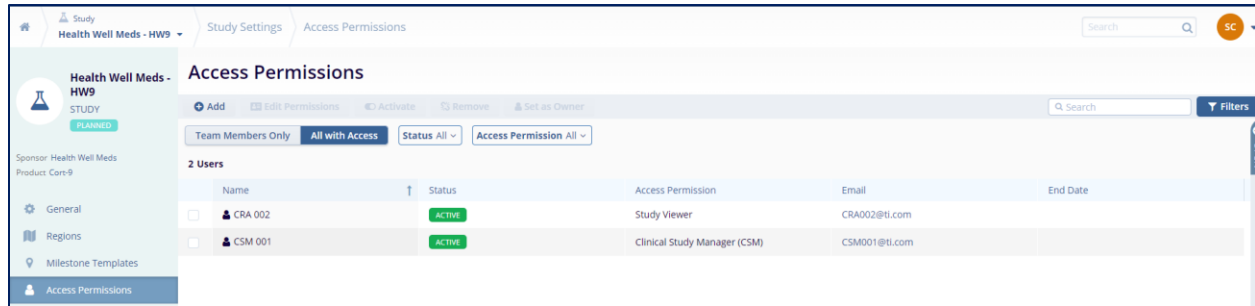 Study
Health Well Meds - HW9
Study Settings
Access Permissions
Search
SC
Health Well Meds - HW9
STUDY
PLANNED
Sponsor Health Well Meds
Product Cort-9
General
Regions
Milestone Templates
Access Permissions
Access Permissions
Add
Edit Permissions
Activate
Remove
Set as Owner
Search
Filters
Team Members Only
All with Access
Status All
Access Permission All
2 Users
Name Status Access Permission Email End Date
CRA 002 ACTIVE Study Viewer CRA002@ti.com
CSM 001 ACTIVE Clinical Study Manager (CSM) CSM001@ti.com